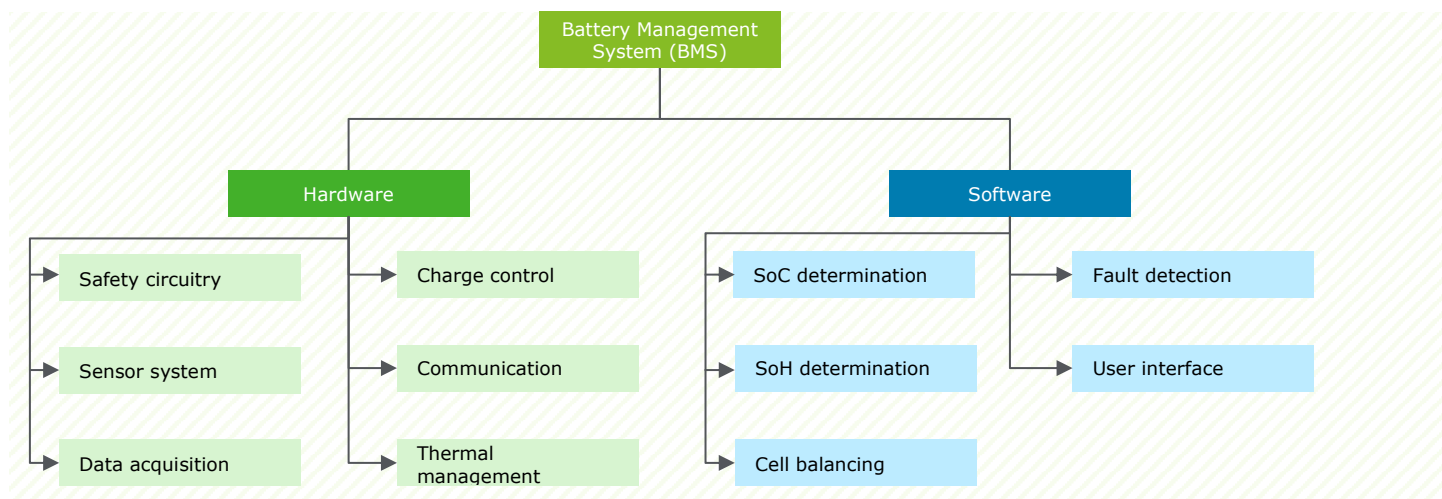 Battery Management
System (BMS)
Hardware
Software
Safety circuitry
Charge control
SoC determination
Fault detection
Sensor system
Communication
SoH determination
User interface
Data acquisition
Thermal
management
Cell balancing